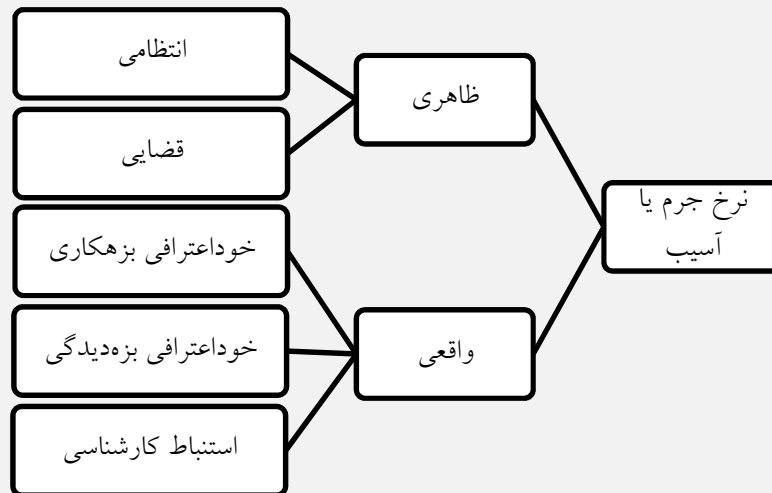 نرخ جرم یا
آسیب
ظاهری
انتظامی
قضایی
واقعی
خوداعترافی بزهکاری
خوداعترافی بزه‌دیدگی
استنباط کارشناسی